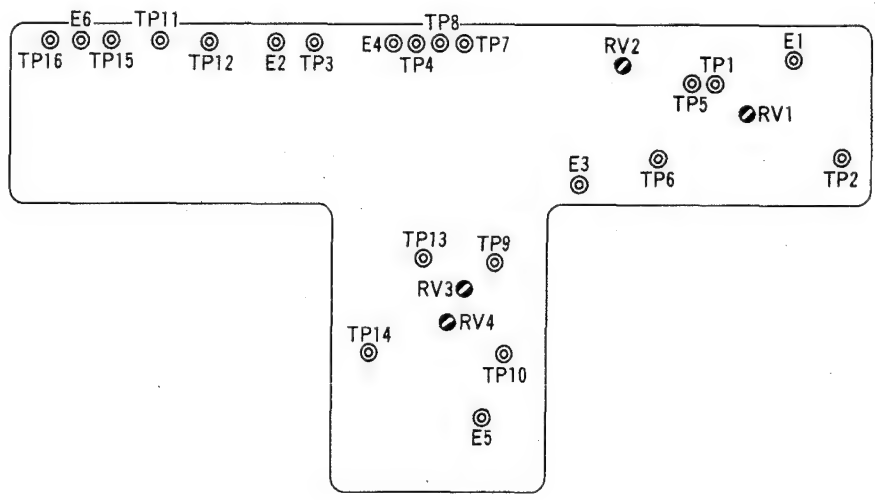 E6 TP11 TP8
TP16 TP15 TP12 E2 TP3 E4 TP4 TP7 RV2 E1
TP5 TP1
RV1
E3 TP6 TP2
TP13 TP9
RV3
RV4
TP14 TP10
E5